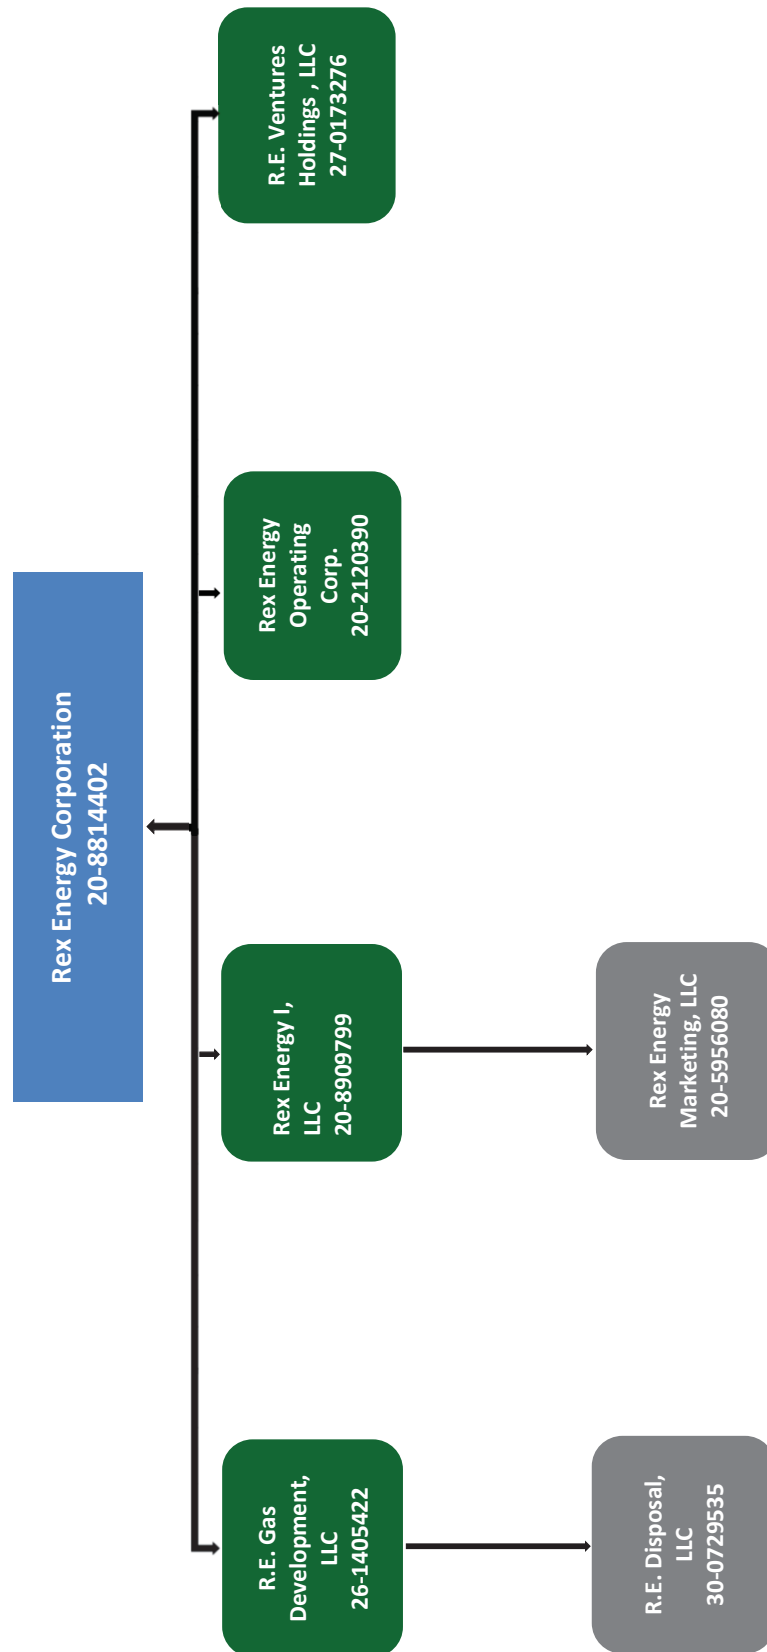 Rex Energy Corporation
20-8814402
R.E. Gas
Development,
LLC
26-1405422
Rex Energy I,
LLC
20-8909799
Rex Energy
Operating
Corp.
20-2120390
R.E. Ventures
Holdings , LLC
27-0173276
R.E. Disposal,
LLC
30-0729535
Rex Energy
Marketing, LLC
20-5956080